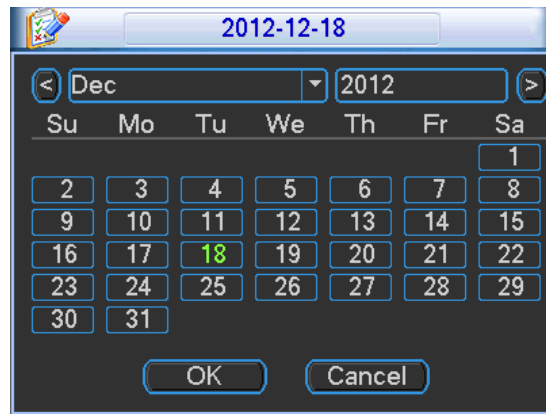 2012-12-18
< Dec 2012 >
Su Mo Tu We Th Fr Sa
1
2 3 4 5 6 7 8
9 10 11 12 13 14 15
16 17 18 19 20 21 22
23 24 25 26 27 28 29
30 31
OK Cancel